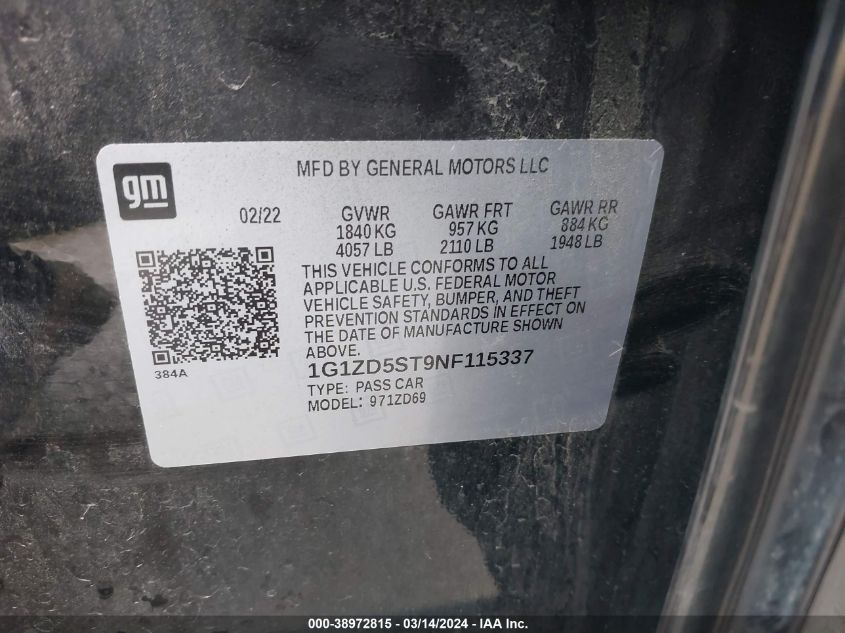 gm
MFD BY GENERAL MOTORS LLC
02/22 GVWR GAWR FRT GAWR RR
1840 KG 957 KG 884 KG
4057 LB 2110 LB 1948 LB
THIS VEHICLE CONFORMS TO ALL
APPLICABLE U.S. FEDERAL MOTOR
VEHICLE SAFETY, BUMPER, AND THEFT
PREVENTION STANDARDS IN EFFECT ON
THE DATE OF MANUFACTURE SHOWN
ABOVE.
384A
1G1ZD5ST9NF115337
TYPE: PASS CAR
MODEL: 971ZD69
000-38972815 - 03/14/2024 - IAA Inc.